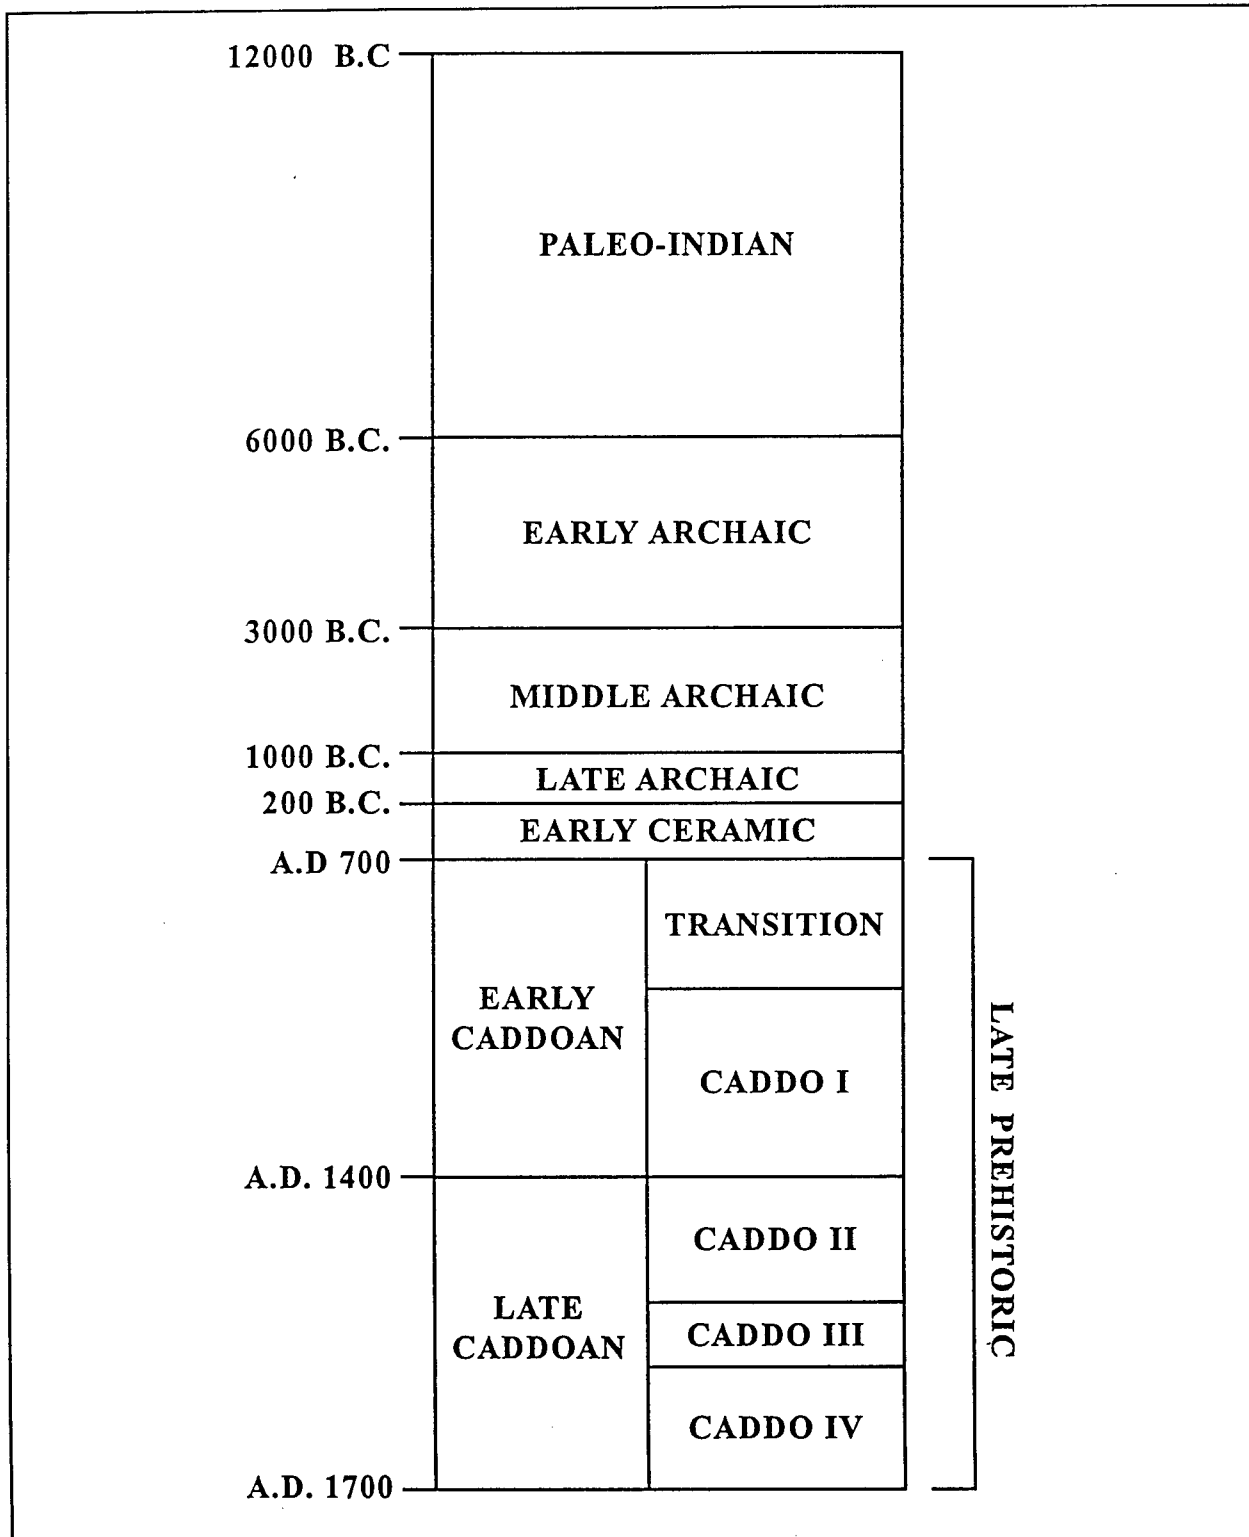 12000 B.C
PALEO-INDIAN
6000 B.C.
EARLY ARCHAIC
3000 B.C.
MIDDLE ARCHAIC
1000 B.C.
LATE ARCHAIC
200 B.C.
EARLY CERAMIC
A.D 700
TRANSITION
EARLY
CADDOAN
CADDO I
A.D. 1400
CADDO II
LATE
CADDOAN
CADDO III
CADDO IV
A.D. 1700
LATE PREHISTORIC